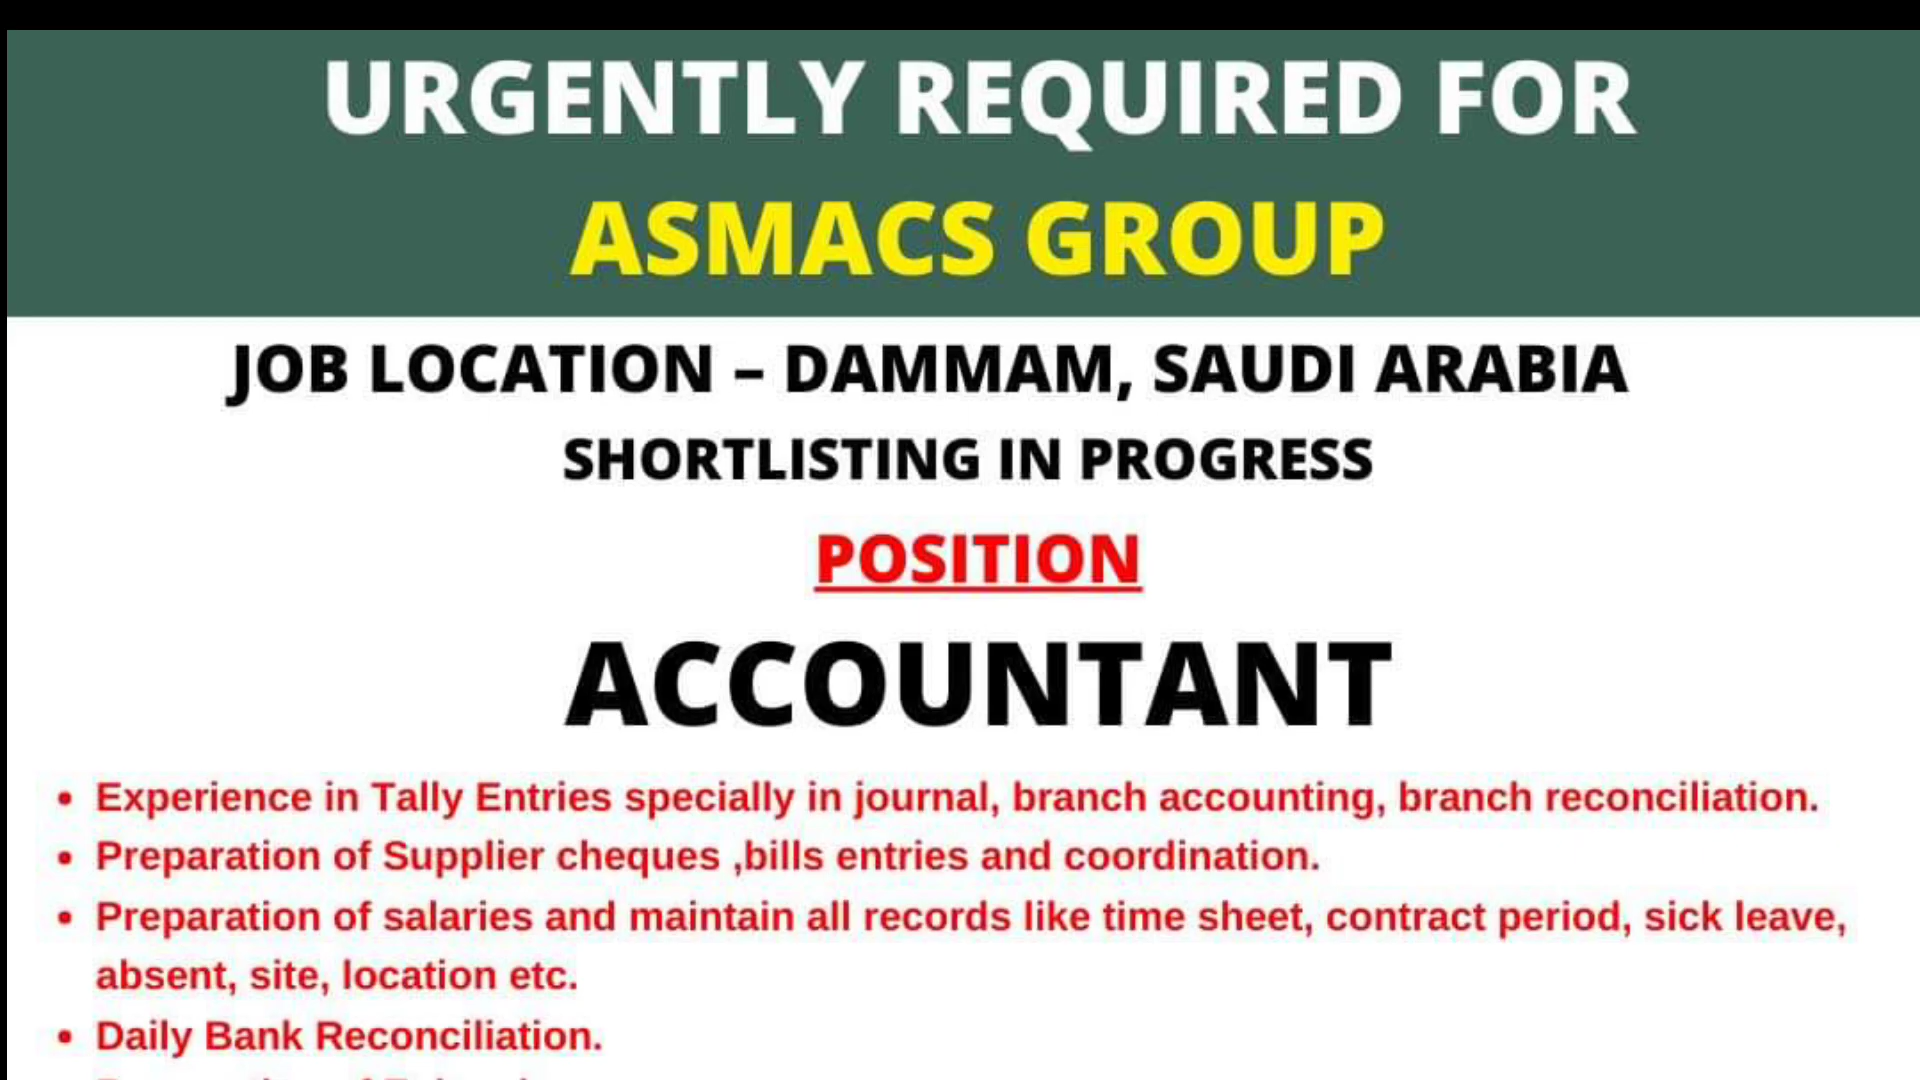 URGENTLY REQUIRED FOR
ASMACS GROUP
JOB LOCATION – DAMMAM, SAUDI ARABIA
SHORTLISTING IN PROGRESS
POSITION
ACCOUNTANT
• Experience in Tally Entries specially in journal, branch accounting, branch reconciliation.
• Preparation of Supplier cheques ,bills entries and coordination.
• Preparation of salaries and maintain all records like time sheet, contract period, sick leave,
absent, site, location etc.
• Daily Bank Reconciliation.